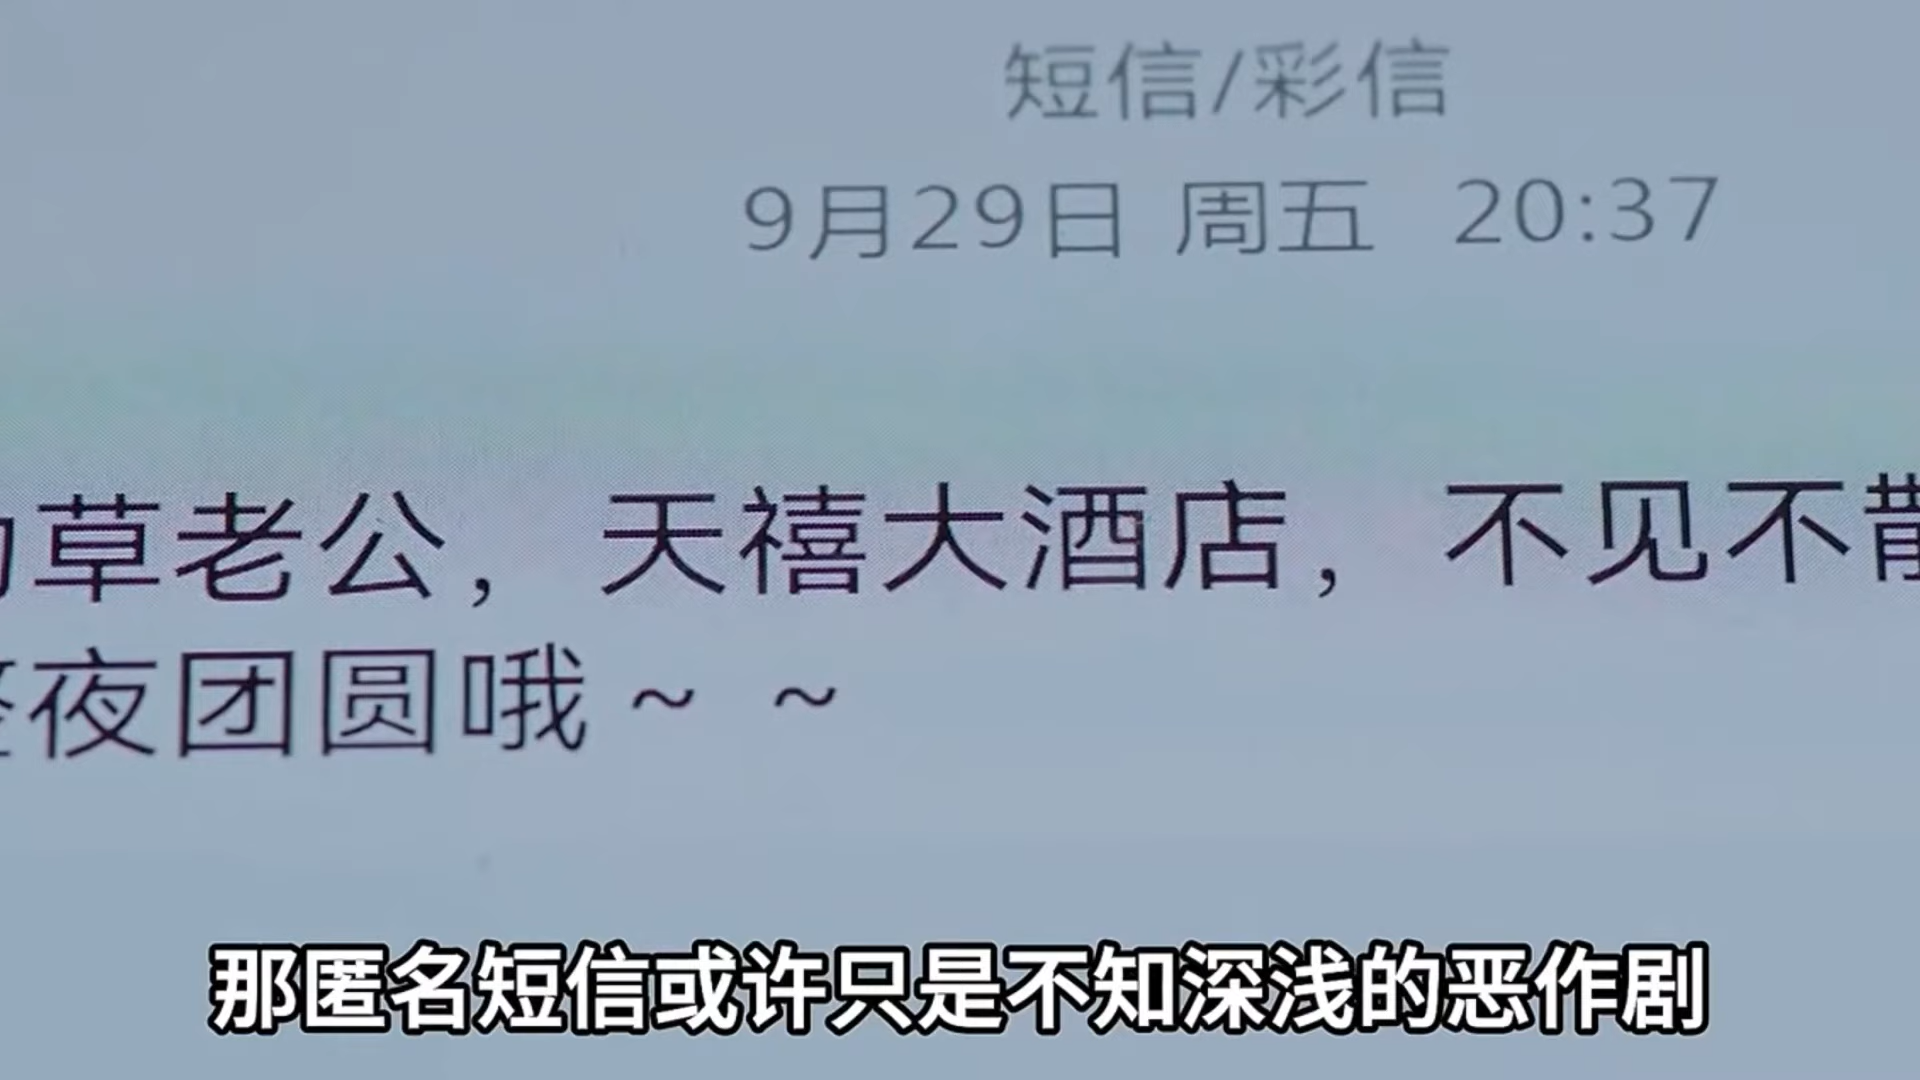 短信/彩信
9月29日 周五 20:37
草老公，天禧大酒店，不见不散
夜团圆哦~ ~
那匿名短信或许只是不知深浅的恶作剧